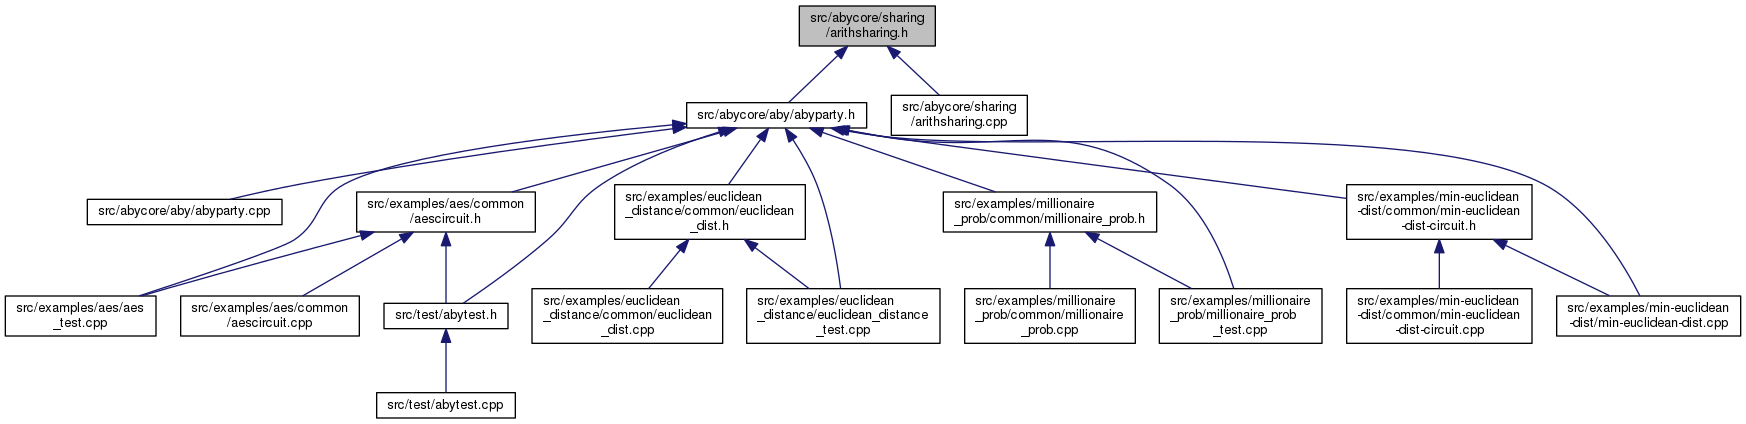 src/abycore/sharing
/arithsharing.h
src/abycore/aby/abyparty.h
src/abycore/sharing
/arithsharing.cpp
src/abycore/aby/abyparty.cpp
src/examples/aes/common
/aescircuit.h
src/examples/euclidean
_distance/common/euclidean
_dist.h
src/examples/millionaire
_prob/common/millionaire_prob.h
src/examples/min-euclidean
-dist/common/min-euclidean
-dist-circuit.h
src/examples/aes/aes
_test.cpp
src/examples/aes/common
/aescircuit.cpp
src/test/abytest.h
src/examples/euclidean
_distance/common/euclidean
_dist.cpp
src/examples/euclidean
_distance/euclidean_distance
_test.cpp
src/examples/millionaire
_prob/common/millionaire
_prob.cpp
src/examples/millionaire
_prob/millionaire_prob
_test.cpp
src/examples/min-euclidean
-dist/common/min-euclidean
-dist-circuit.cpp
src/examples/min-euclidean
-dist/min-euclidean-dist.cpp
src/test/abytest.cpp